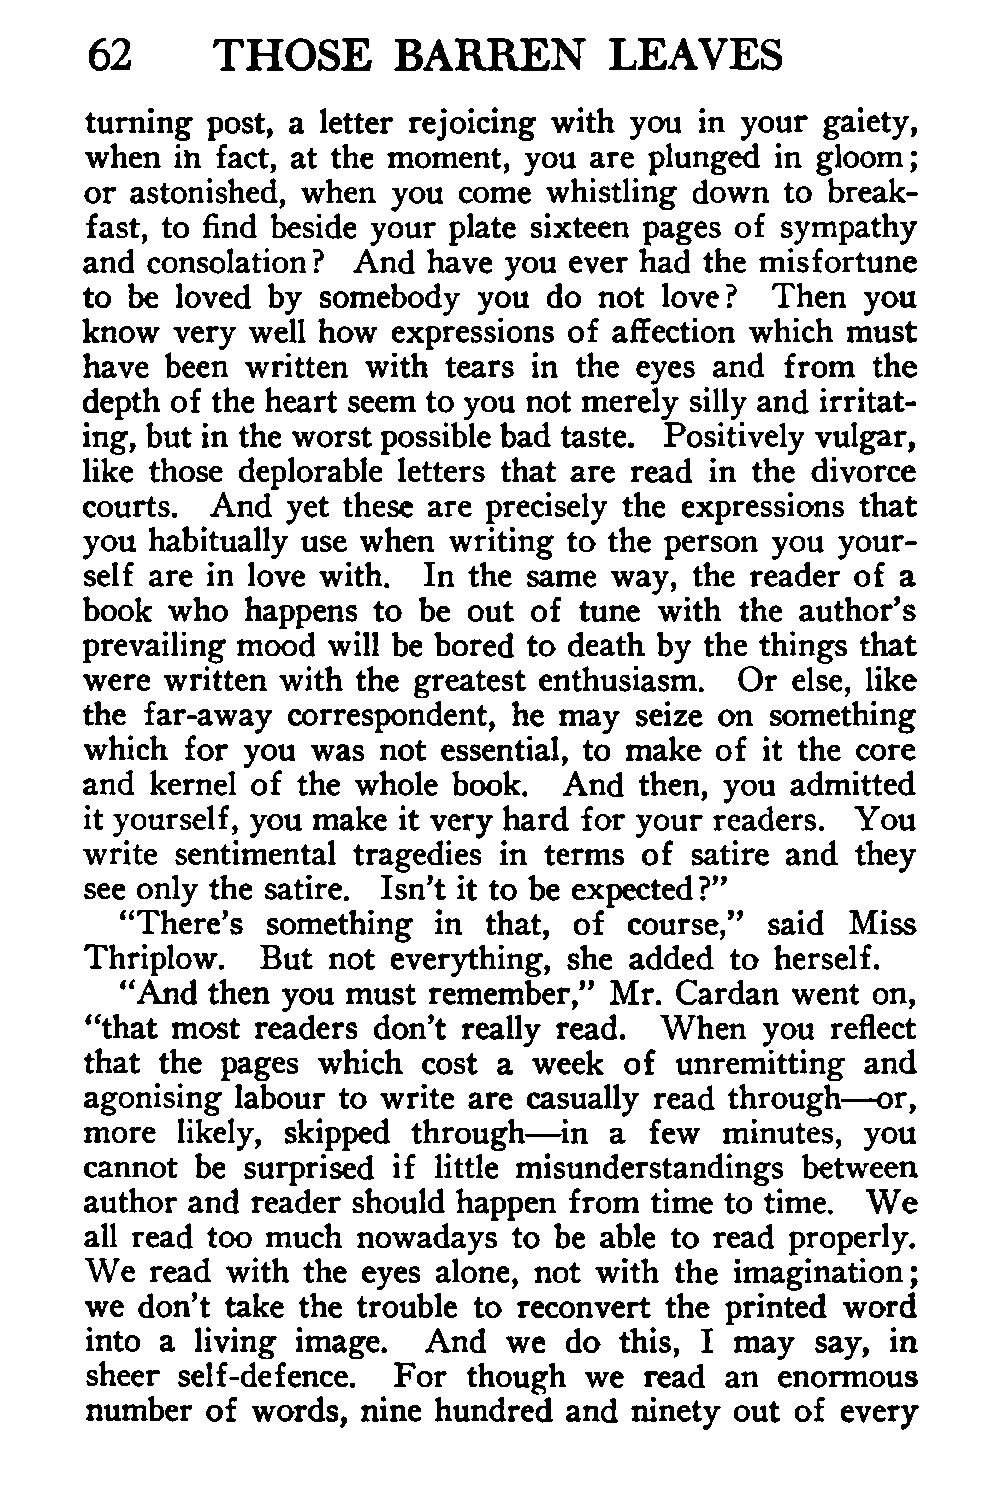 62 THOSE BARREN LEAVES
turning post, a letter rejoicing with you in your gaiety,
when in fact, at the moment, you are plunged in gloom;
or astonished, when you come whistling down to break-
fast, to find beside your plate sixteen pages of sympathy
and consolation? And have you ever had the misfortune
to be loved by somebody you do not love? Then you
know very well how expressions of affection which must
have been written with tears in the eyes and from the
depth of the heart seem to you not merely silly and irritat-
ing, but in the worst possible bad taste. Positively vulgar,
like those deplorable letters that are read in the divorce
courts. And yet these are precisely the expressions that
you habitually use when writing to the person you your-
self are in love with. In the same way, the reader of a
book who happens to be out of tune with the author's
prevailing mood will be bored to death by the things that
were written with the greatest enthusiasm. Or else, like
the far-away correspondent, he may seize on something
which for you was not essential, to make of it the core
and kernel of the whole book. And then, you admitted
it yourself, you make it very hard for your readers. You
write sentimental tragedies in terms of satire and they
see only the satire. Isn't it to be expected?”
“There's something in that, of course,” said Miss
Thriplow. But not everything, she added to herself.
“And then you must remember,” Mr. Cardan went on,
“that most readers don't really read. When you reflect
that the pages which cost a week of unremitting and
agonising labour to write are casually read through—or,
more likely, skipped through—in a few minutes, you
cannot be surprised if little misunderstandings between
author and reader should happen from time to time. We
all read too much nowadays to be able to read properly.
We read with the eyes alone, not with the imagination;
we don't take the trouble to reconvert the printed word
into a living image. And we do this, I may say, in
sheer self-defence. For though we read an enormous
number of words, nine hundred and ninety out of every